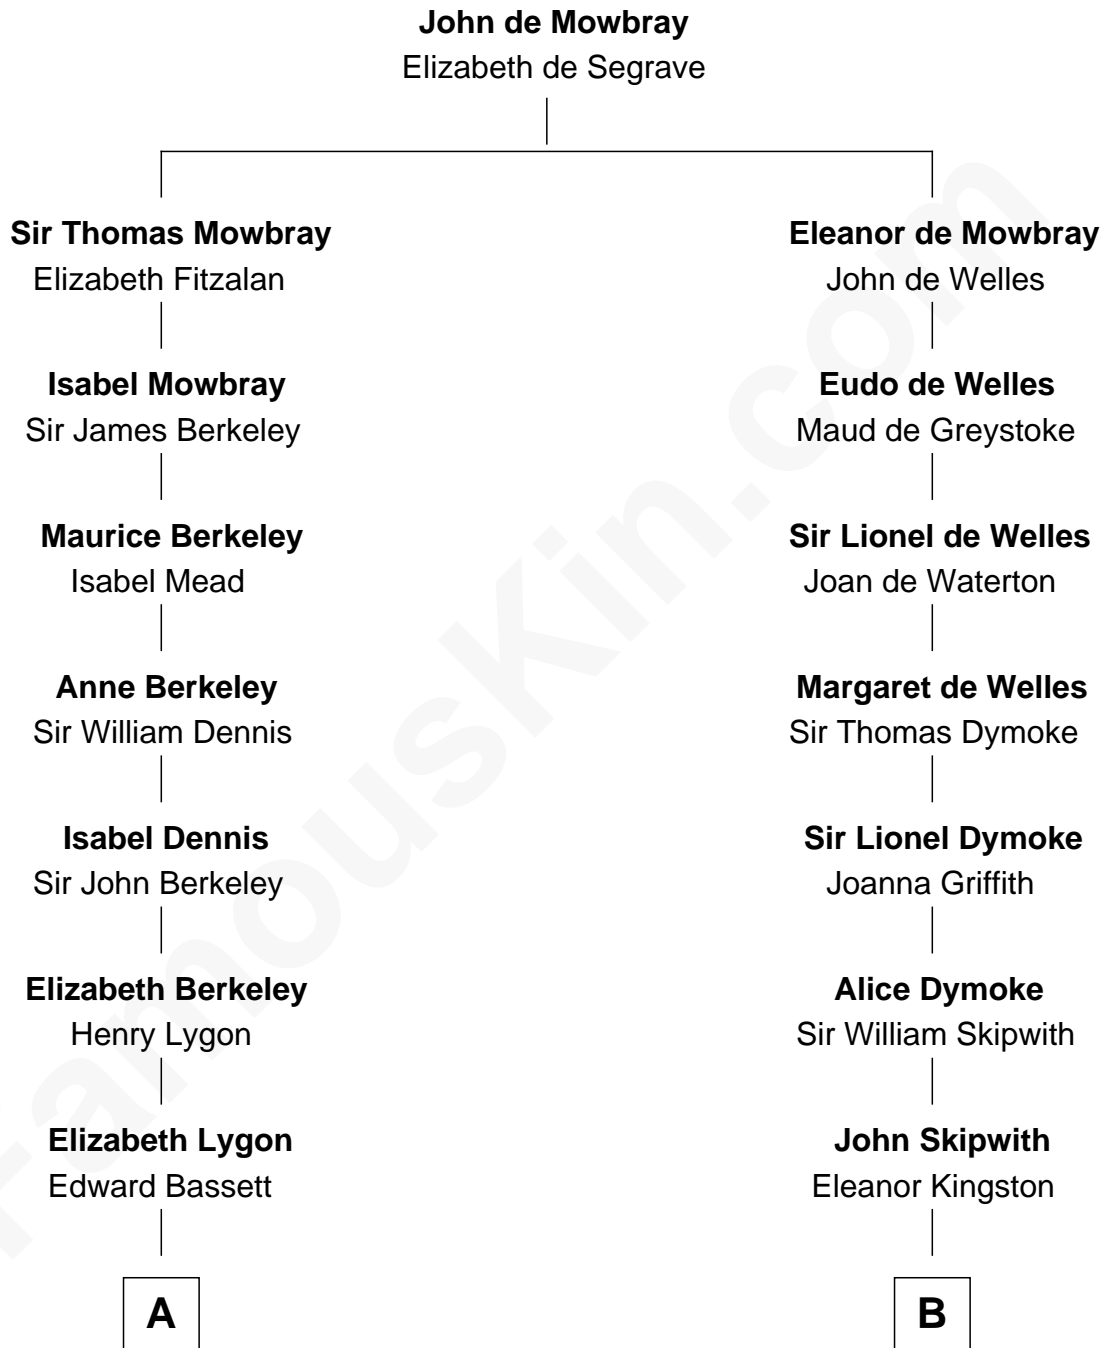 John de Mowbray
Elizabeth de Segrave
Sir Thomas Mowbray
Elizabeth Fitzalan
Isabel Mowbray
Sir James Berkeley
Maurice Berkeley
Isabel Mead
Anne Berkeley
Sir William Dennis
Isabel Dennis
Sir John Berkeley
Elizabeth Berkeley
Henry Lygon
Elizabeth Lygon
Edward Bassett
A
Eleanor de Mowbray
John de Welles
Eudo de Welles
Maud de Greystoke
Sir Lionel de Welles
Joan de Waterton
Margaret de Welles
Sir Thomas Dymoke
Sir Lionel Dymoke
Joanna Griffith
Alice Dymoke
Sir William Skipwith
John Skipwith
Eleanor Kingston
B
FamousKin.com